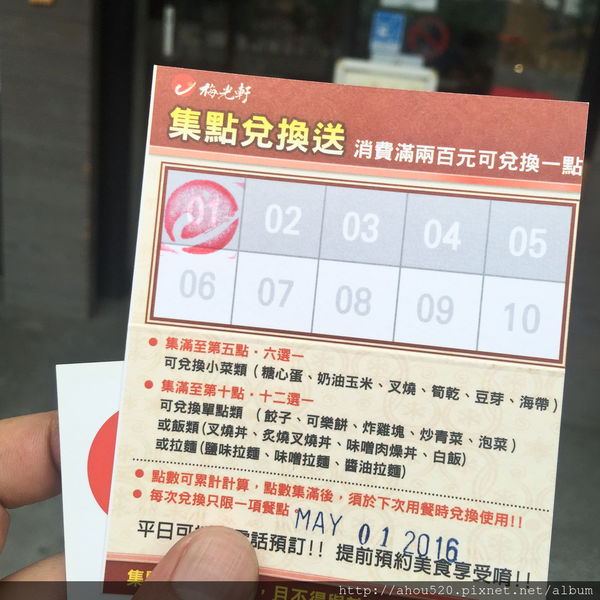 梅光軒
集點兌換送 消費滿兩百元可兌換一點
01 02 03 04 05
06 07 08 09 10
● 集滿至第五點．六選一
可兌換小菜類（糖心蛋、奶油玉米、叉燒、筍乾、豆芽、海帶）
● 集滿至第十點．十二選一
可兌換單點類 （餃子、可樂餅、炸雞塊、炒青菜、泡菜）
或飯類(叉燒丼、炙燒叉燒丼、味噌肉燥丼、白飯)
或拉麵(鹽味拉麵、味噌拉麵、醬油拉麵)
● 點數可累計計算，點數集滿後，須於下次用餐時兌換使用!!
● 每次兌換只限一項餐點
MAY 01 2016
平日可 電話預訂!! 提前預約美食享受唷!!
集 且不得
http://ahou520.pixnet.net/album